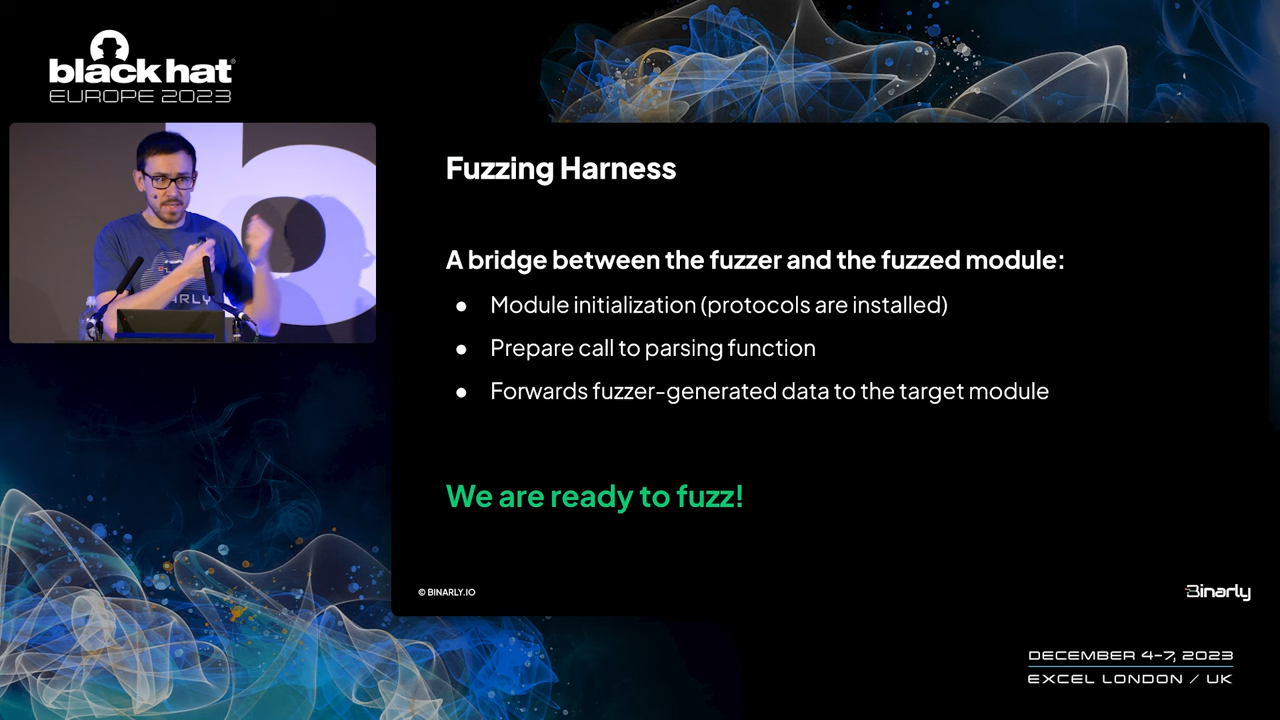 black hat®
EUROPE 2023
Fuzzing Harness
A bridge between the fuzzer and the fuzzed module:
● Module initialization (protocols are installed)
● Prepare call to parsing function
● Forwards fuzzer-generated data to the target module
We are ready to fuzz!
© BINARLY.IO
Binarly
DECEMBER 4-7, 2023
EXCEL LONDON / UK